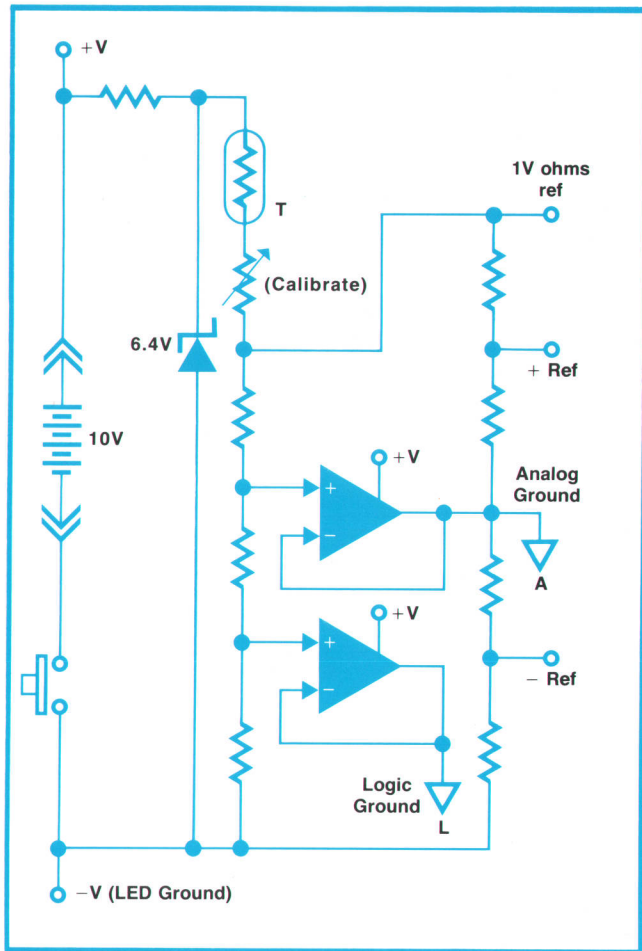 +V
1V ohms
ref
T
(Calibrate)
6.4V
+ Ref
10V
+V
+
−
Analog
Ground
A
+V
+
−
− Ref
Logic
Ground
L
−V (LED Ground)